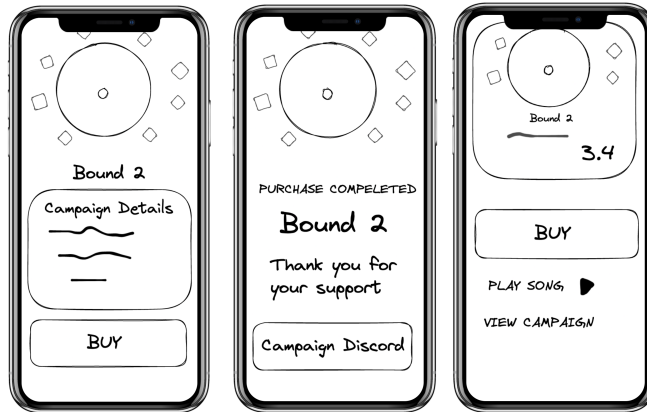 Bound 2
Campaign Details
BUY
PURCHASE COMPELETED
Bound 2
Thank you for
your support
Campaign Discord
Bound 2
3.4
BUY
PLAY SONG
VIEW CAMPAIGN